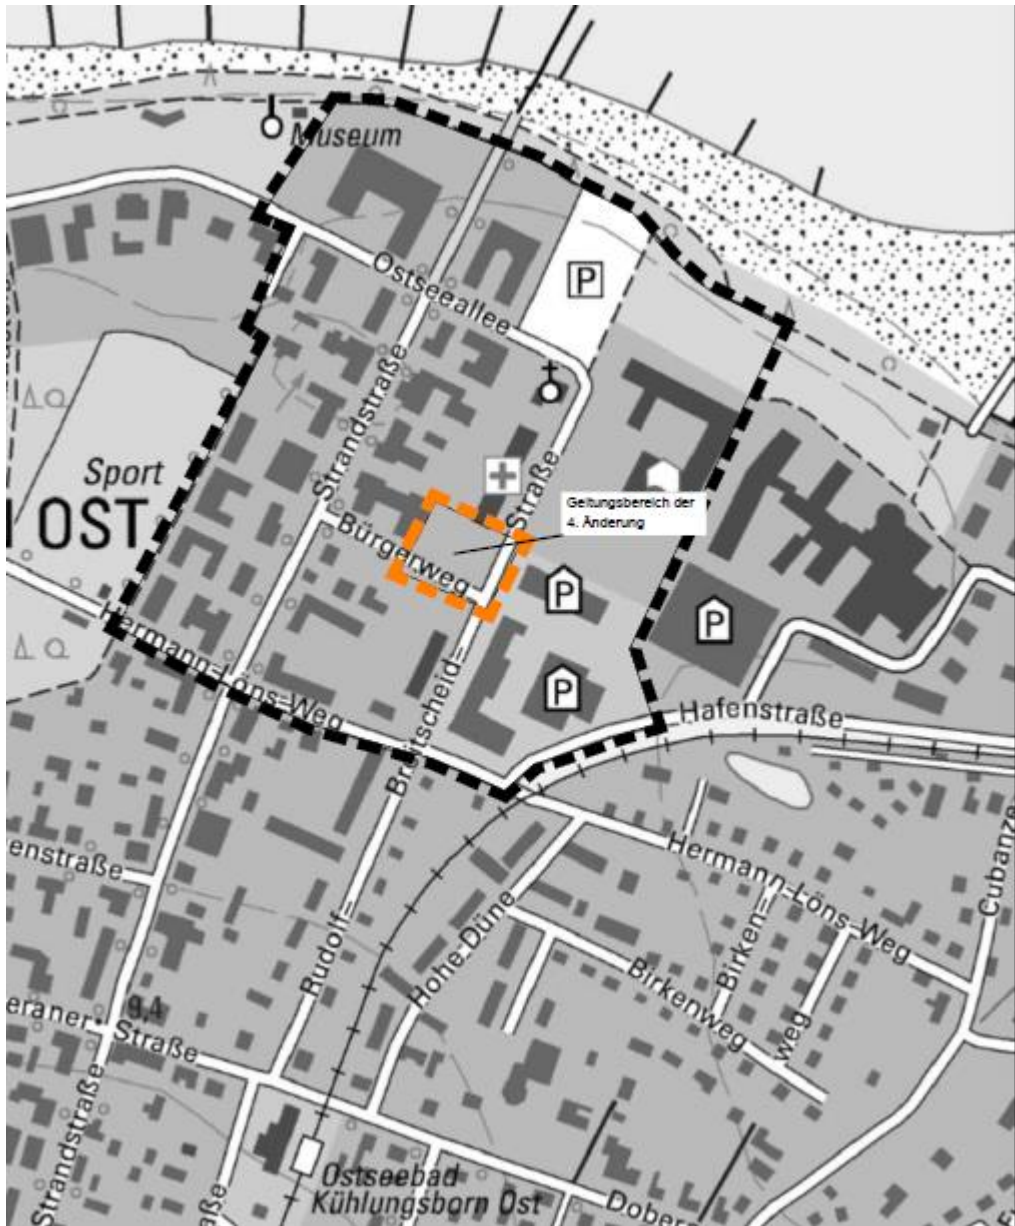 Museum
Ostseeallee
P
Strandstraße
Sport
OST
Straße
Geltungsbereich der
4. Änderung
Bürgerweg
P
P
P
Hermann-Löns-Weg
Hafenstraße
Breitscheid-
enstraße
Hermann-Löns-Weg
Cubanze
Rudolf-
Hohe Düne
Birken-
weg
Birkenweg
9,4
eraner Straße
Strandstraße
aße
Ostseebad
Kühlungsborn Ost
Dobera